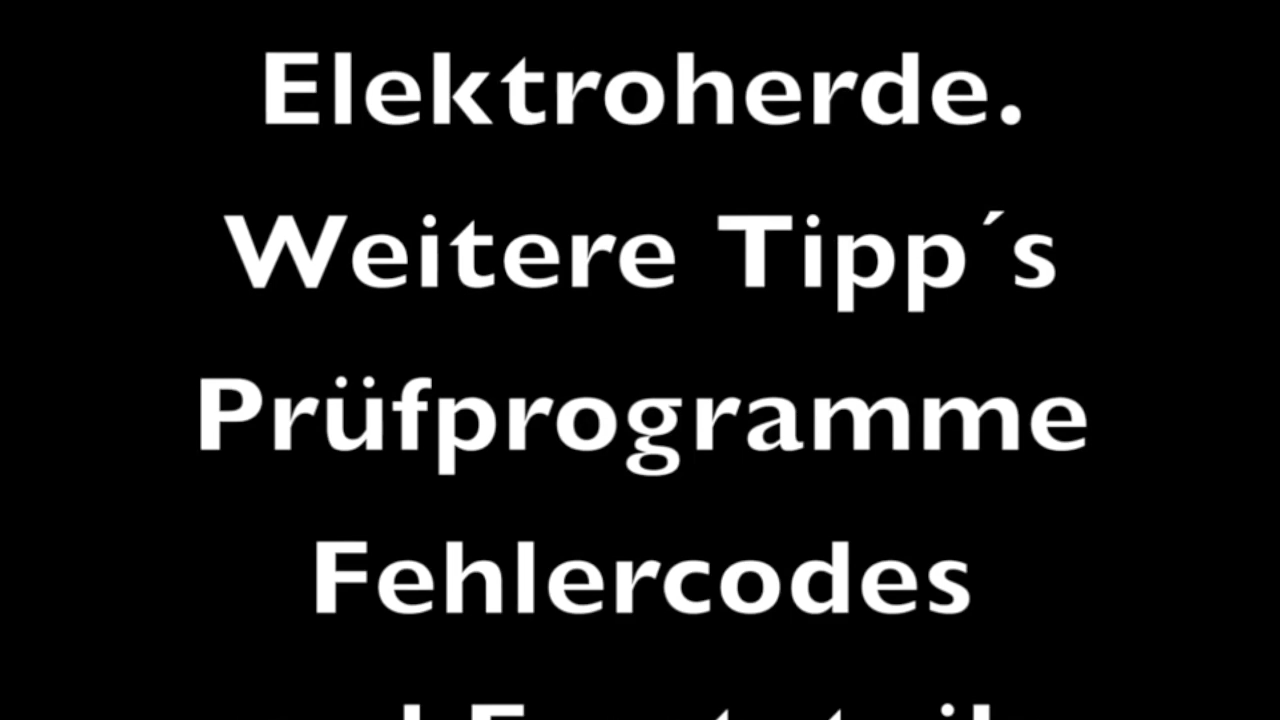 Elektroherde.
Weitere Tipp´s
Prüfprogramme
Fehlercodes